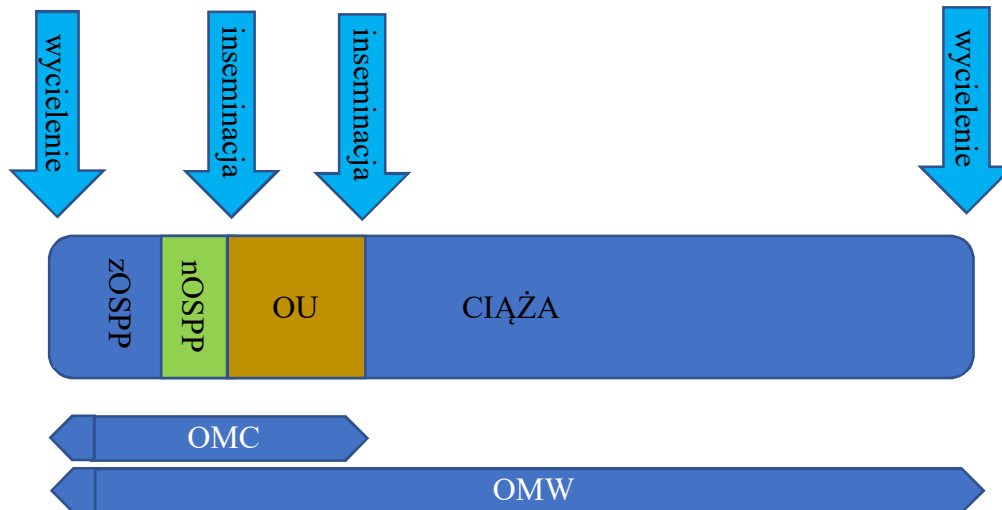 wycielenie
inseminacja
inseminacja
wycielenie
zOSPP
nOSPP
OU
CIĄŻA
OMC
OMW